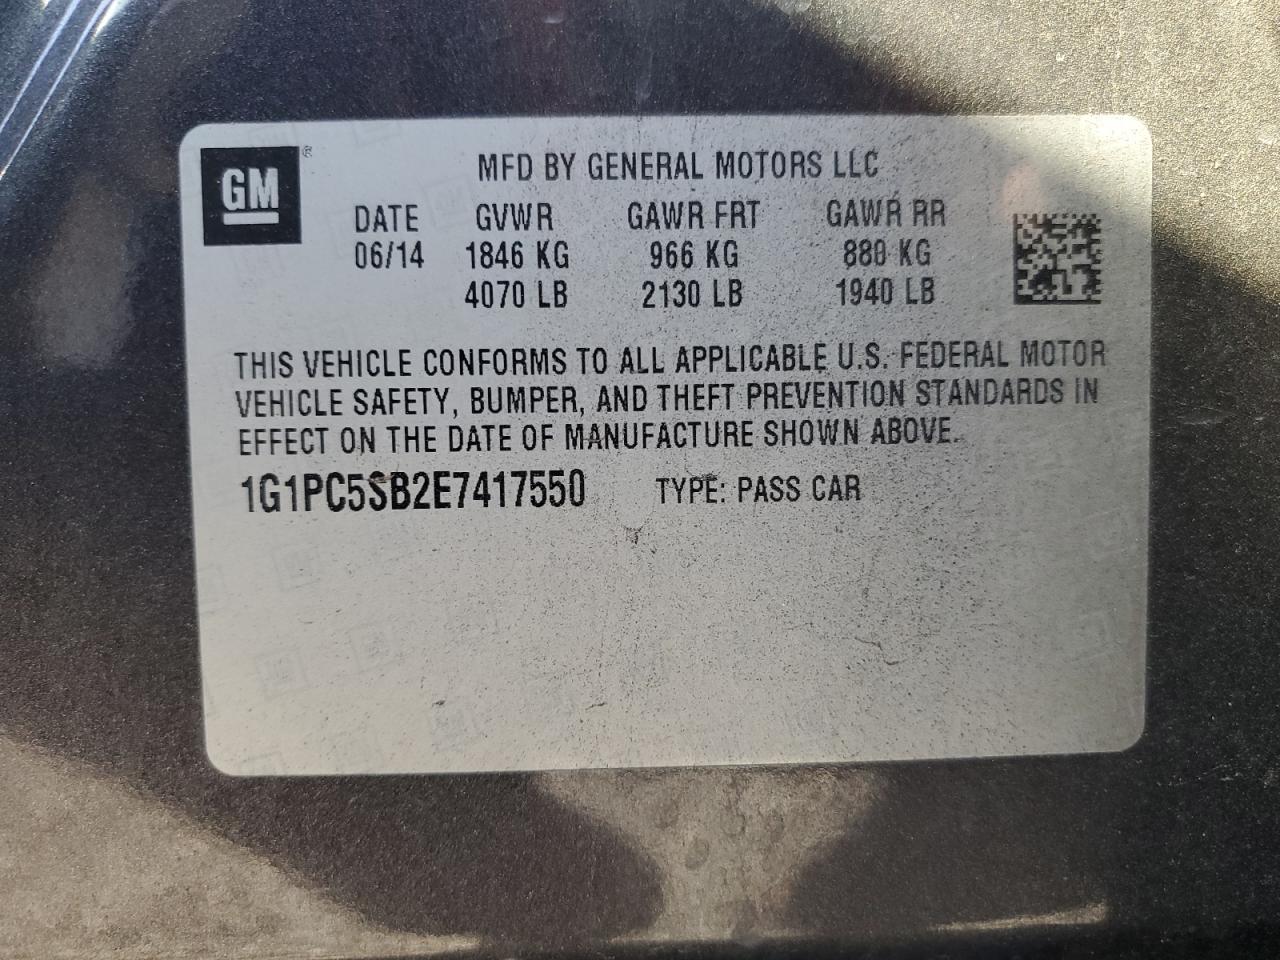 GM ®
MFD BY GENERAL MOTORS LLC
DATE GVWR GAWR FRT GAWR RR
06/14 1846 KG 966 KG 880 KG
4070 LB 2130 LB 1940 LB
THIS VEHICLE CONFORMS TO ALL APPLICABLE U.S. FEDERAL MOTOR
VEHICLE SAFETY, BUMPER, AND THEFT PREVENTION STANDARDS IN
EFFECT ON THE DATE OF MANUFACTURE SHOWN ABOVE.
1G1PC5SB2E7417550 TYPE: PASS CAR